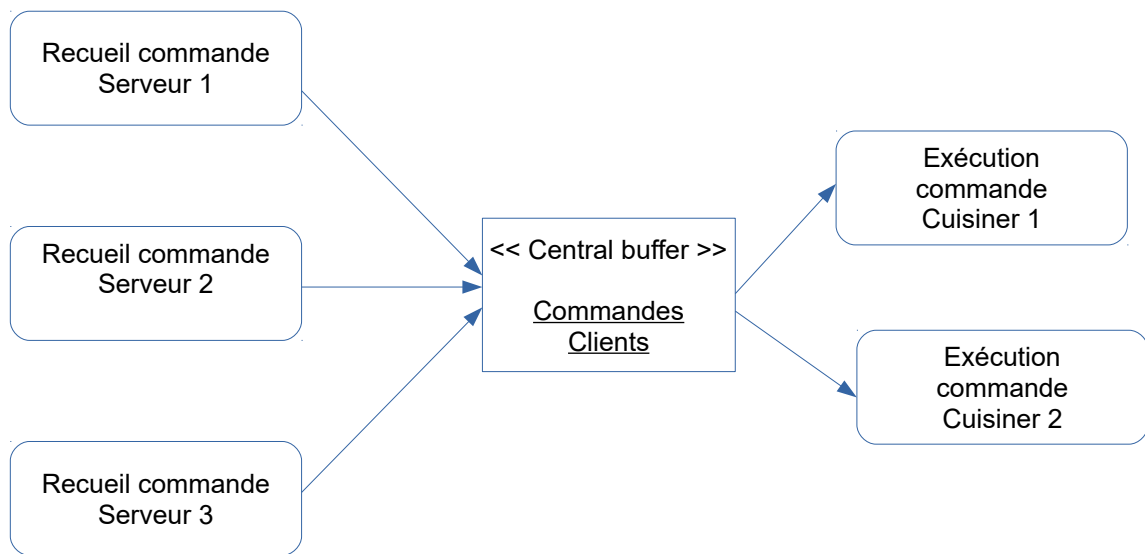 Recueil commande
Serveur 1
Recueil commande
Serveur 2
Recueil commande
Serveur 3
<< Central buffer >>
Commandes
Clients
Exécution
commande
Cuisiner 1
Exécution
commande
Cuisiner 2